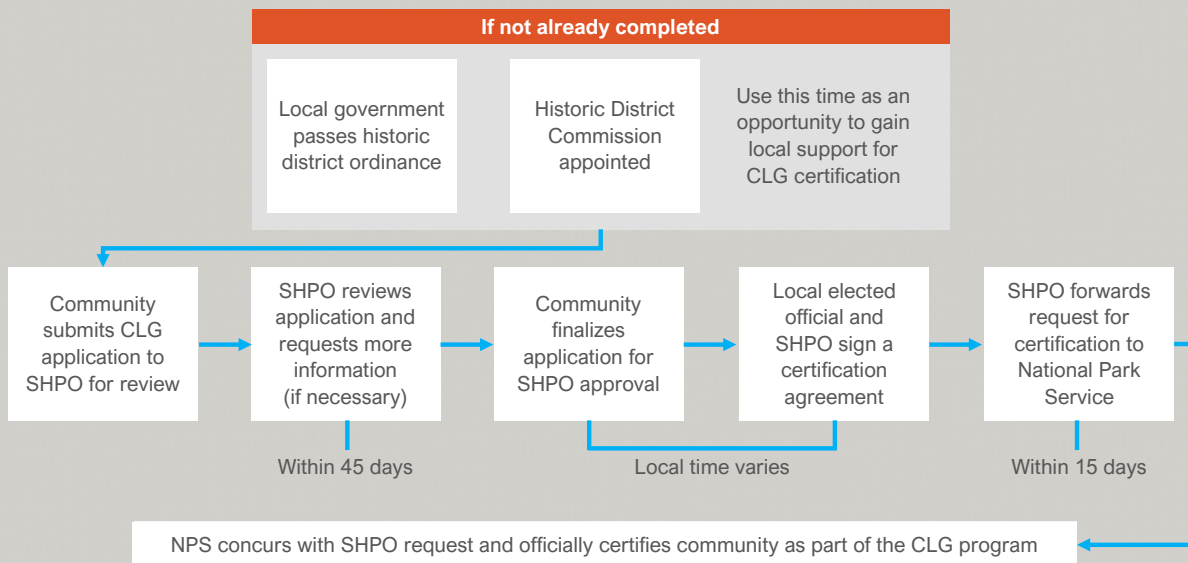 If not already completed
Local government
passes historic
district ordinance
Historic District
Commission
appointed
Use this time as an
opportunity to gain
local support for
CLG certification
Community
submits CLG
application to
SHPO for review
SHPO reviews
application and
requests more
information
(if necessary)
Community
finalizes
application for
SHPO approval
Local elected
official and
SHPO sign a
certification
agreement
SHPO forwards
request for
certification to
National Park
Service
Within 45 days
Local time varies
Within 15 days
NPS concurs with SHPO request and officially certifies community as part of the CLG program